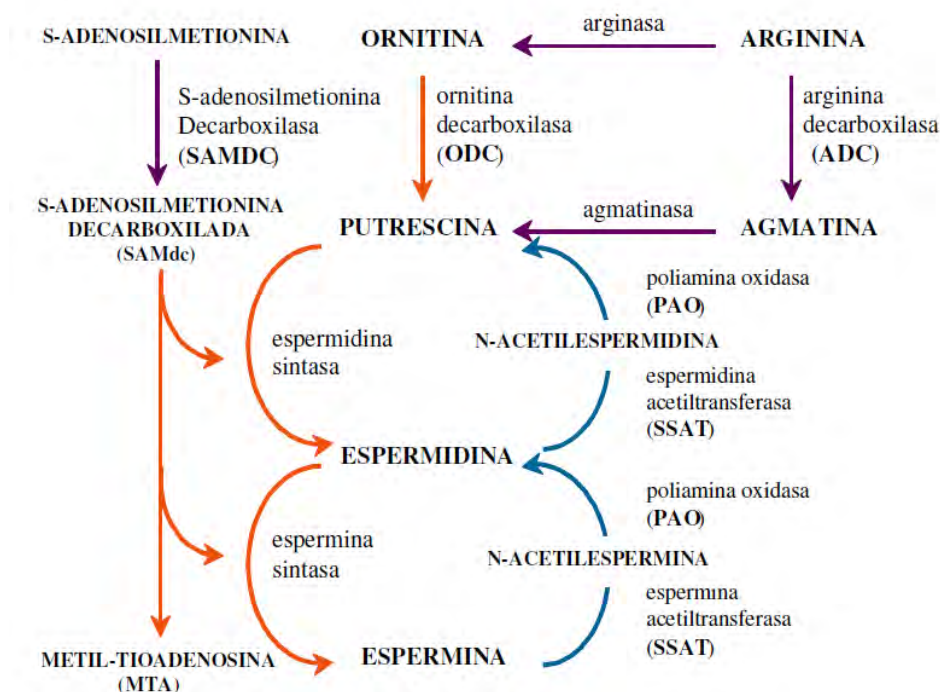 S-ADENOSILMETIONINA
ORNITINA
arginasa
ARGININA
S-adenosilmetionina
Decarboxilasa
(SAMDC)
ornitina
decarboxilasa
(ODC)
arginina
decarboxilasa
(ADC)
S-ADENOSILMETIONINA
DECARBOXILADA
(SAMdc)
PUTRESCINA
agmatinasa
AGMATINA
poliamina oxidasa
(PAO)
espermidina
sintasa
N-ACETILESPERMIDINA
espermidina
acetiltransferasa
(SSAT)
ESPERMIDINA
poliamina oxidasa
(PAO)
espermina
sintasa
N-ACETILESPERMINA
espermina
acetiltransferasa
(SSAT)
METIL-TIOADENOSINA
(MTA)
ESPERMINA